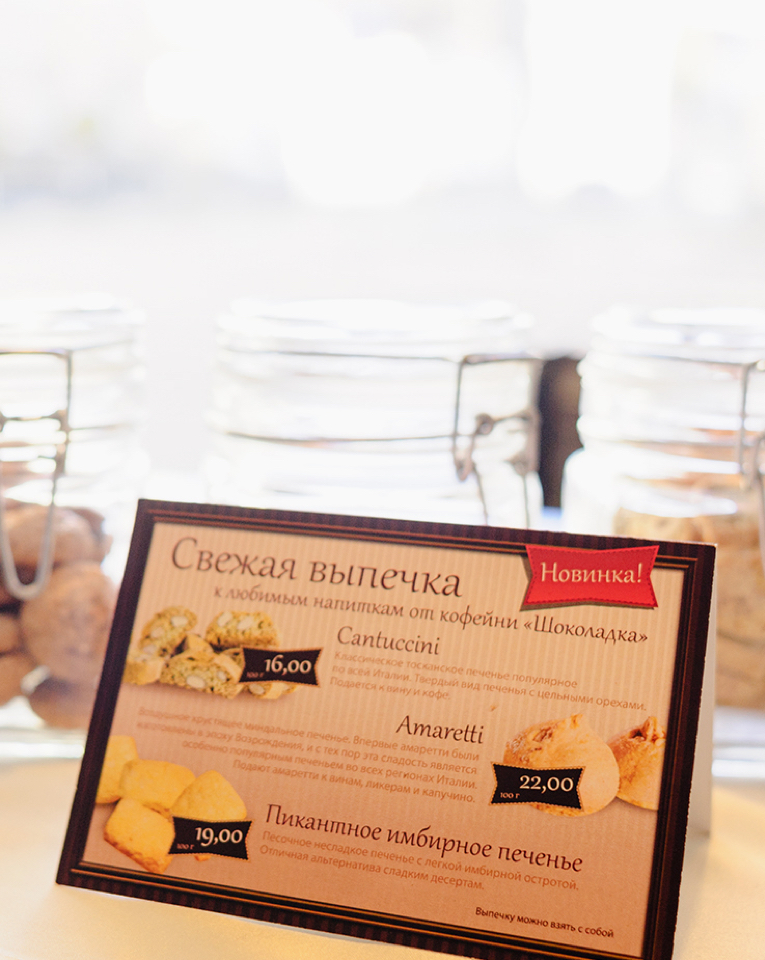 Свежая выпечка
к любимым напиткам от кофейни «Шоколадка»
Новинка!
Cantuccini
Классическое тосканское печенье популярное
по всей Италии. Твердый вид печенья с цельными орехами.
Подается к вину и кофе.
16,00
100 г
Amaretti
Воздушное хрустящее миндальное печенье. Впервые амаретти были
изготовлены в эпоху Возрождения, и с тех пор эта сладость является
особенно популярным печеньем во всех регионах Италии.
Подают амаретти к винам, ликерам и капучино.
22,00
100 г
Пикантное имбирное печенье
Песочное несладкое печенье с легкой имбирной остротой.
Отличная альтернатива сладким десертам.
19,00
100 г
Выпечку можно взять с собой